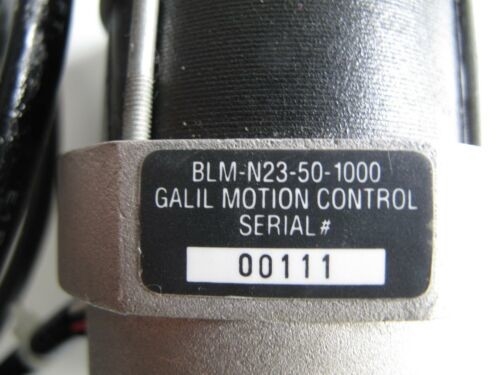 BLM-N23-50-1000
GALIL MOTION CONTROL
SERIAL #
00111